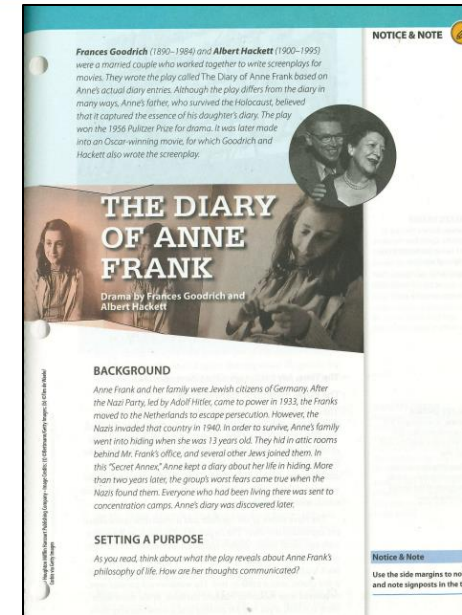 NOTICE & NOTE
Frances Goodrich (1890–1984) and Albert Hackett (1900–1995)
were a married couple who worked together to write screenplays for
movies. They wrote the play called The Diary of Anne Frank based on
Anne's actual diary entries. Although the play differs from the diary in
many ways, Anne's father, who survived the Holocaust, believed
that it captured the essence of his daughter's diary. The play
won the 1956 Pulitzer Prize for drama. It was later made
into an Oscar-winning movie, for which Goodrich and
Hackett also wrote the screenplay.
THE DIARY
OF ANNE
FRANK
Drama by Frances Goodrich and
Albert Hackett
BACKGROUND
Anne Frank and her family were Jewish citizens of Germany. After
the Nazi Party, led by Adolf Hitler, came to power in 1933, the Franks
moved to the Netherlands to escape persecution. However, the
Nazis invaded that country in 1940. In order to survive, Anne's family
went into hiding when she was 13 years old. They hid in attic rooms
behind Mr. Frank's office, and several other Jews joined them. In
this "Secret Annex," Anne kept a diary about her life in hiding. More
than two years later, the group's worst fears came true when the
Nazis found them. Everyone who had been living there was sent to
concentration camps. Anne's diary was discovered later.
SETTING A PURPOSE
As you read, think about what the play reveals about Anne Frank's
philosophy of life. How are her thoughts communicated?
Notice & Note
Use the side margins to no
and note signposts in the t